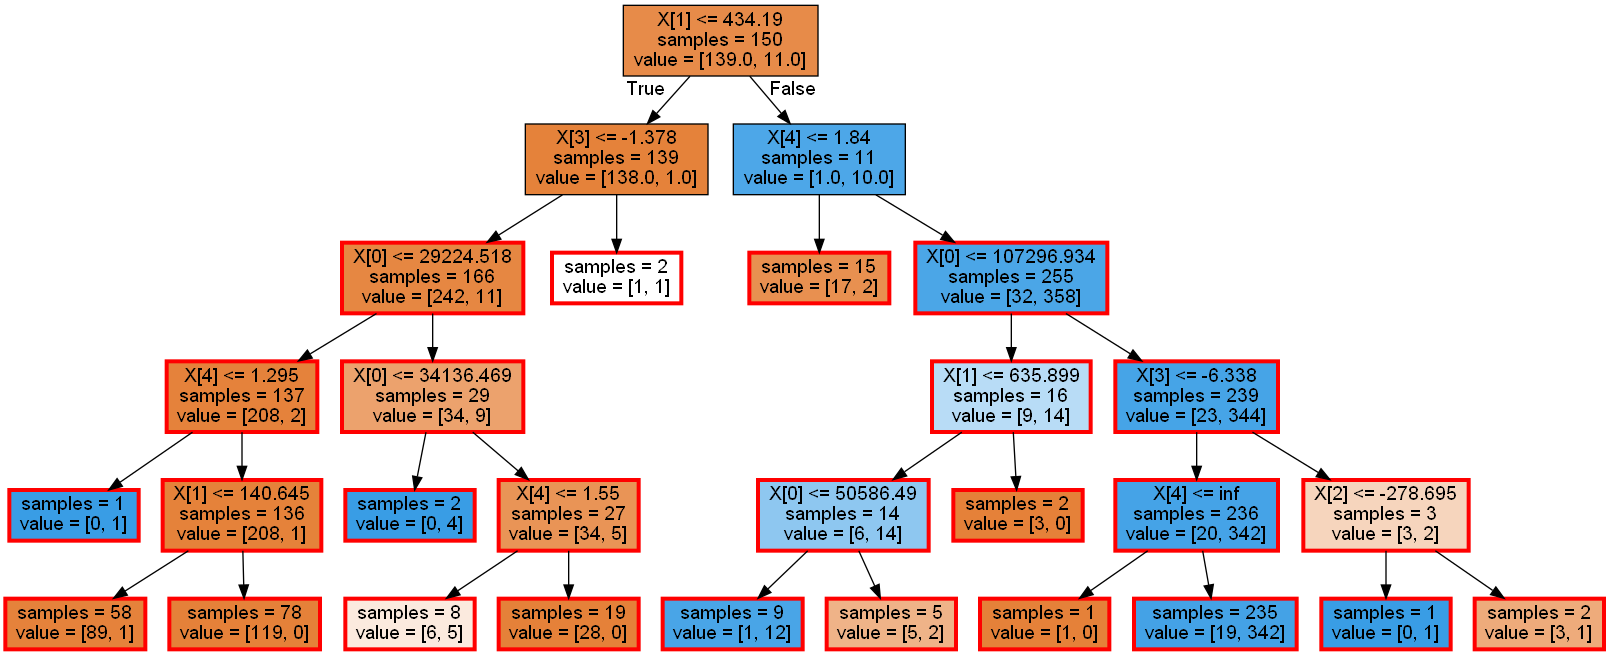 X[1] <= 434.19
samples = 150
value = [139.0, 11.0]
True
False
X[3] <= -1.378
samples = 139
value = [138.0, 1.0]
X[4] <= 1.84
samples = 11
value = [1.0, 10.0]
X[0] <= 29224.518
samples = 166
value = [242, 11]
samples = 2
value = [1, 1]
samples = 15
value = [17, 2]
X[0] <= 107296.934
samples = 255
value = [32, 358]
X[4] <= 1.295
samples = 137
value = [208, 2]
X[0] <= 34136.469
samples = 29
value = [34, 9]
X[1] <= 635.899
samples = 16
value = [9, 14]
X[3] <= -6.338
samples = 239
value = [23, 344]
samples = 1
value = [0, 1]
X[1] <= 140.645
samples = 136
value = [208, 1]
samples = 2
value = [0, 4]
X[4] <= 1.55
samples = 27
value = [34, 5]
X[0] <= 50586.49
samples = 14
value = [6, 14]
samples = 2
value = [3, 0]
X[4] <= inf
samples = 236
value = [20, 342]
X[2] <= -278.695
samples = 3
value = [3, 2]
samples = 58
value = [89, 1]
samples = 78
value = [119, 0]
samples = 8
value = [6, 5]
samples = 19
value = [28, 0]
samples = 9
value = [1, 12]
samples = 5
value = [5, 2]
samples = 1
value = [1, 0]
samples = 235
value = [19, 342]
samples = 1
value = [0, 1]
samples = 2
value = [3, 1]